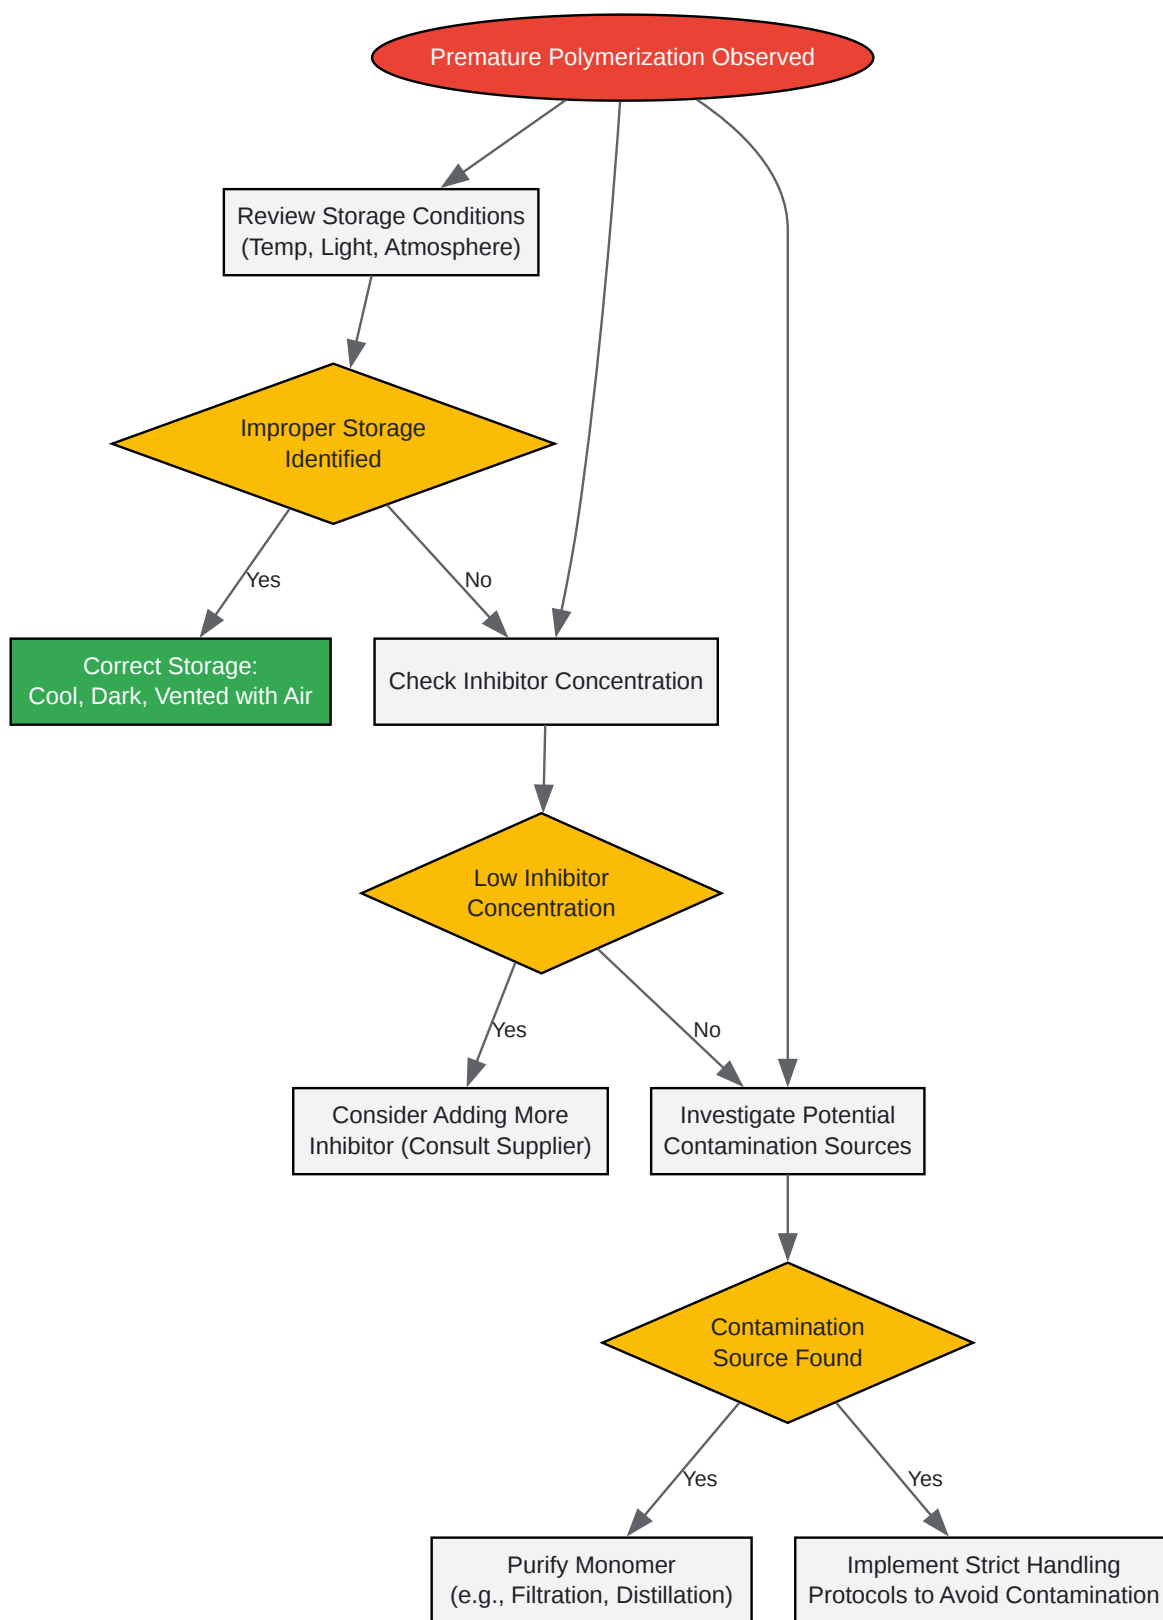 Premature Polymerization Observed
Review Storage Conditions
(Temp, Light, Atmosphere)
Improper Storage
Identified
Yes
No
Correct Storage:
Cool, Dark, Vented with Air
Check Inhibitor Concentration
Low Inhibitor
Concentration
Yes
No
Consider Adding More
Inhibitor (Consult Supplier)
Investigate Potential
Contamination Sources
Contamination
Source Found
Yes
Yes
Purify Monomer
(e.g., Filtration, Distillation)
Implement Strict Handling
Protocols to Avoid Contamination